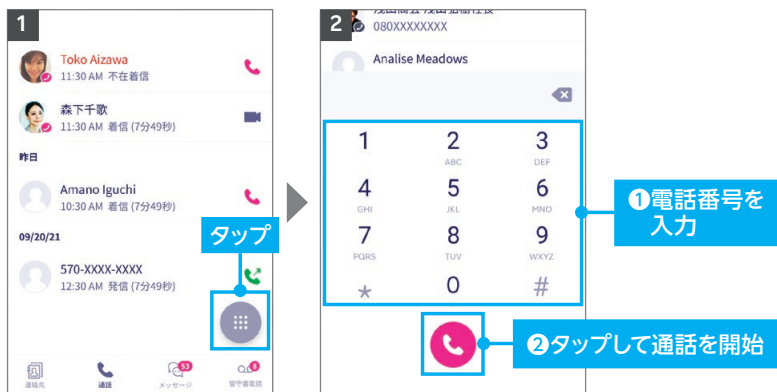 1
Toko Aizawa
11:30 AM 不在着信
森下千歌
11:30 AM 着信 (7分49秒)
昨日
Amano Iguchi
10:30 AM 着信 (7分49秒)
09/20/21
タップ
570-XXXX-XXXX
12:30 AM 発信 (7分49秒)
53
8
連絡先
通話
メッセージ
留守番電話
2
080XXXXXXXX
Analise Meadows
1 2 3
ABC DEF
4 5 6
GHI JKL MNO
7 8 9
PQRS TUV WXYZ
* 0 #
❶電話番号を
入力
❷タップして通話を開始